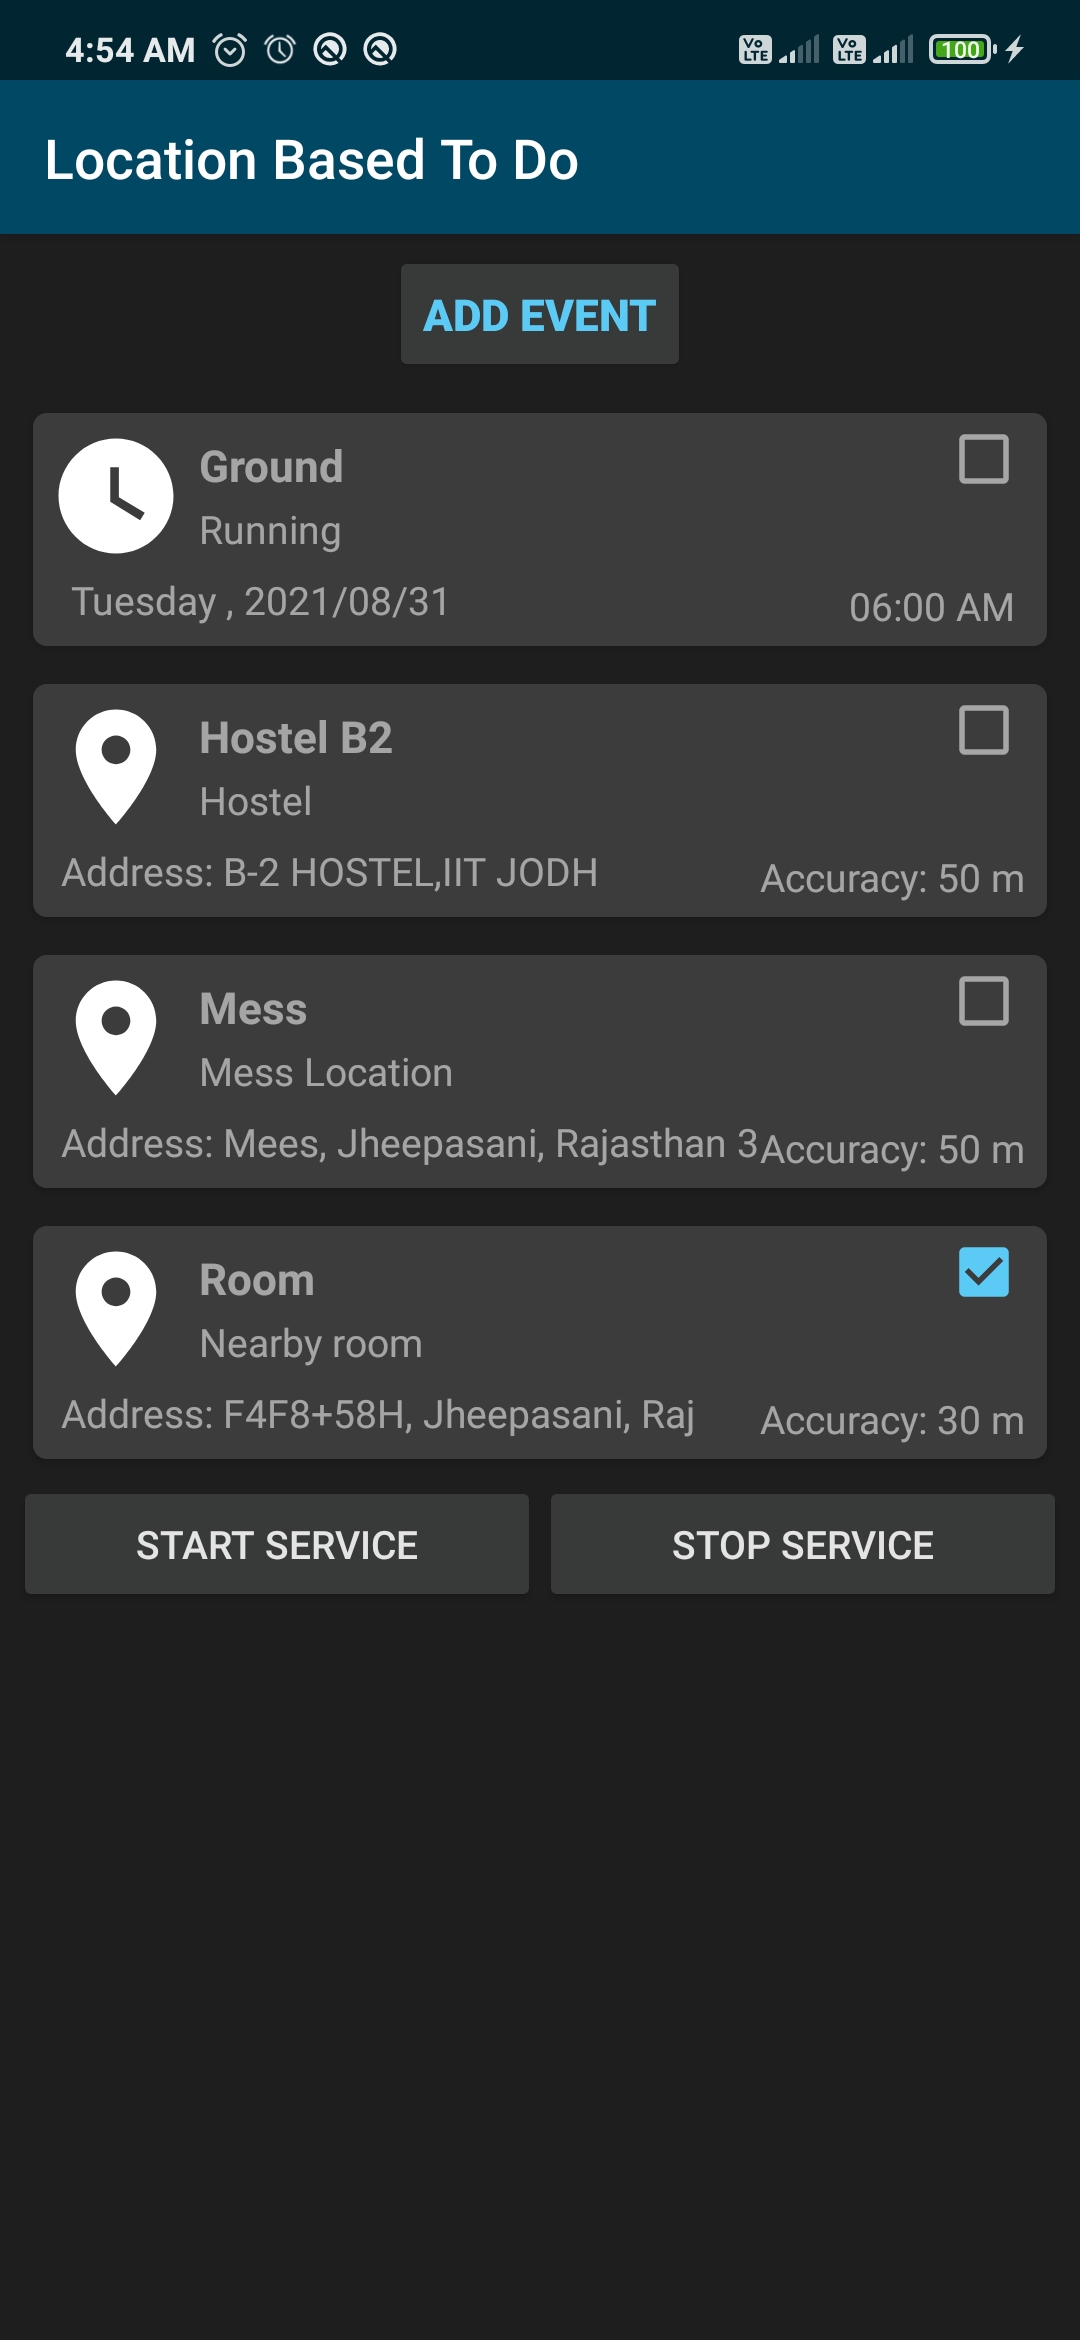 4:54 AM Vo LTE Vo LTE 100
Location Based To Do
ADD EVENT
Ground
Running
Tuesday , 2021/08/31 06:00 AM
Hostel B2
Hostel
Address: B-2 HOSTEL,IIT JODH Accuracy: 50 m
Mess
Mess Location
Address: Mees, Jheepasani, Rajasthan 3 Accuracy: 50 m
Room
Nearby room
Address: F4F8+58H, Jheepasani, Raj Accuracy: 30 m
START SERVICE STOP SERVICE